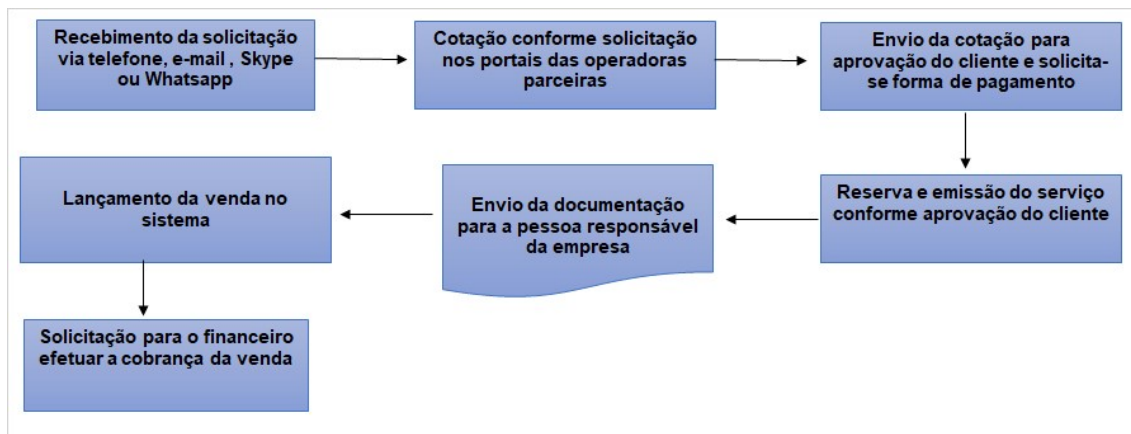 Recebimento da solicitação
via telefone, e-mail , Skype
ou Whatsapp
Cotação conforme solicitação
nos portais das operadoras
parceiras
Envio da cotação para
aprovação do cliente e solicita-
se forma de pagamento
Reserva e emissão do serviço
conforme aprovação do cliente
Envio da documentação
para a pessoa responsável
da empresa
Lançamento da venda no
sistema
Solicitação para o financeiro
efetuar a cobrança da venda